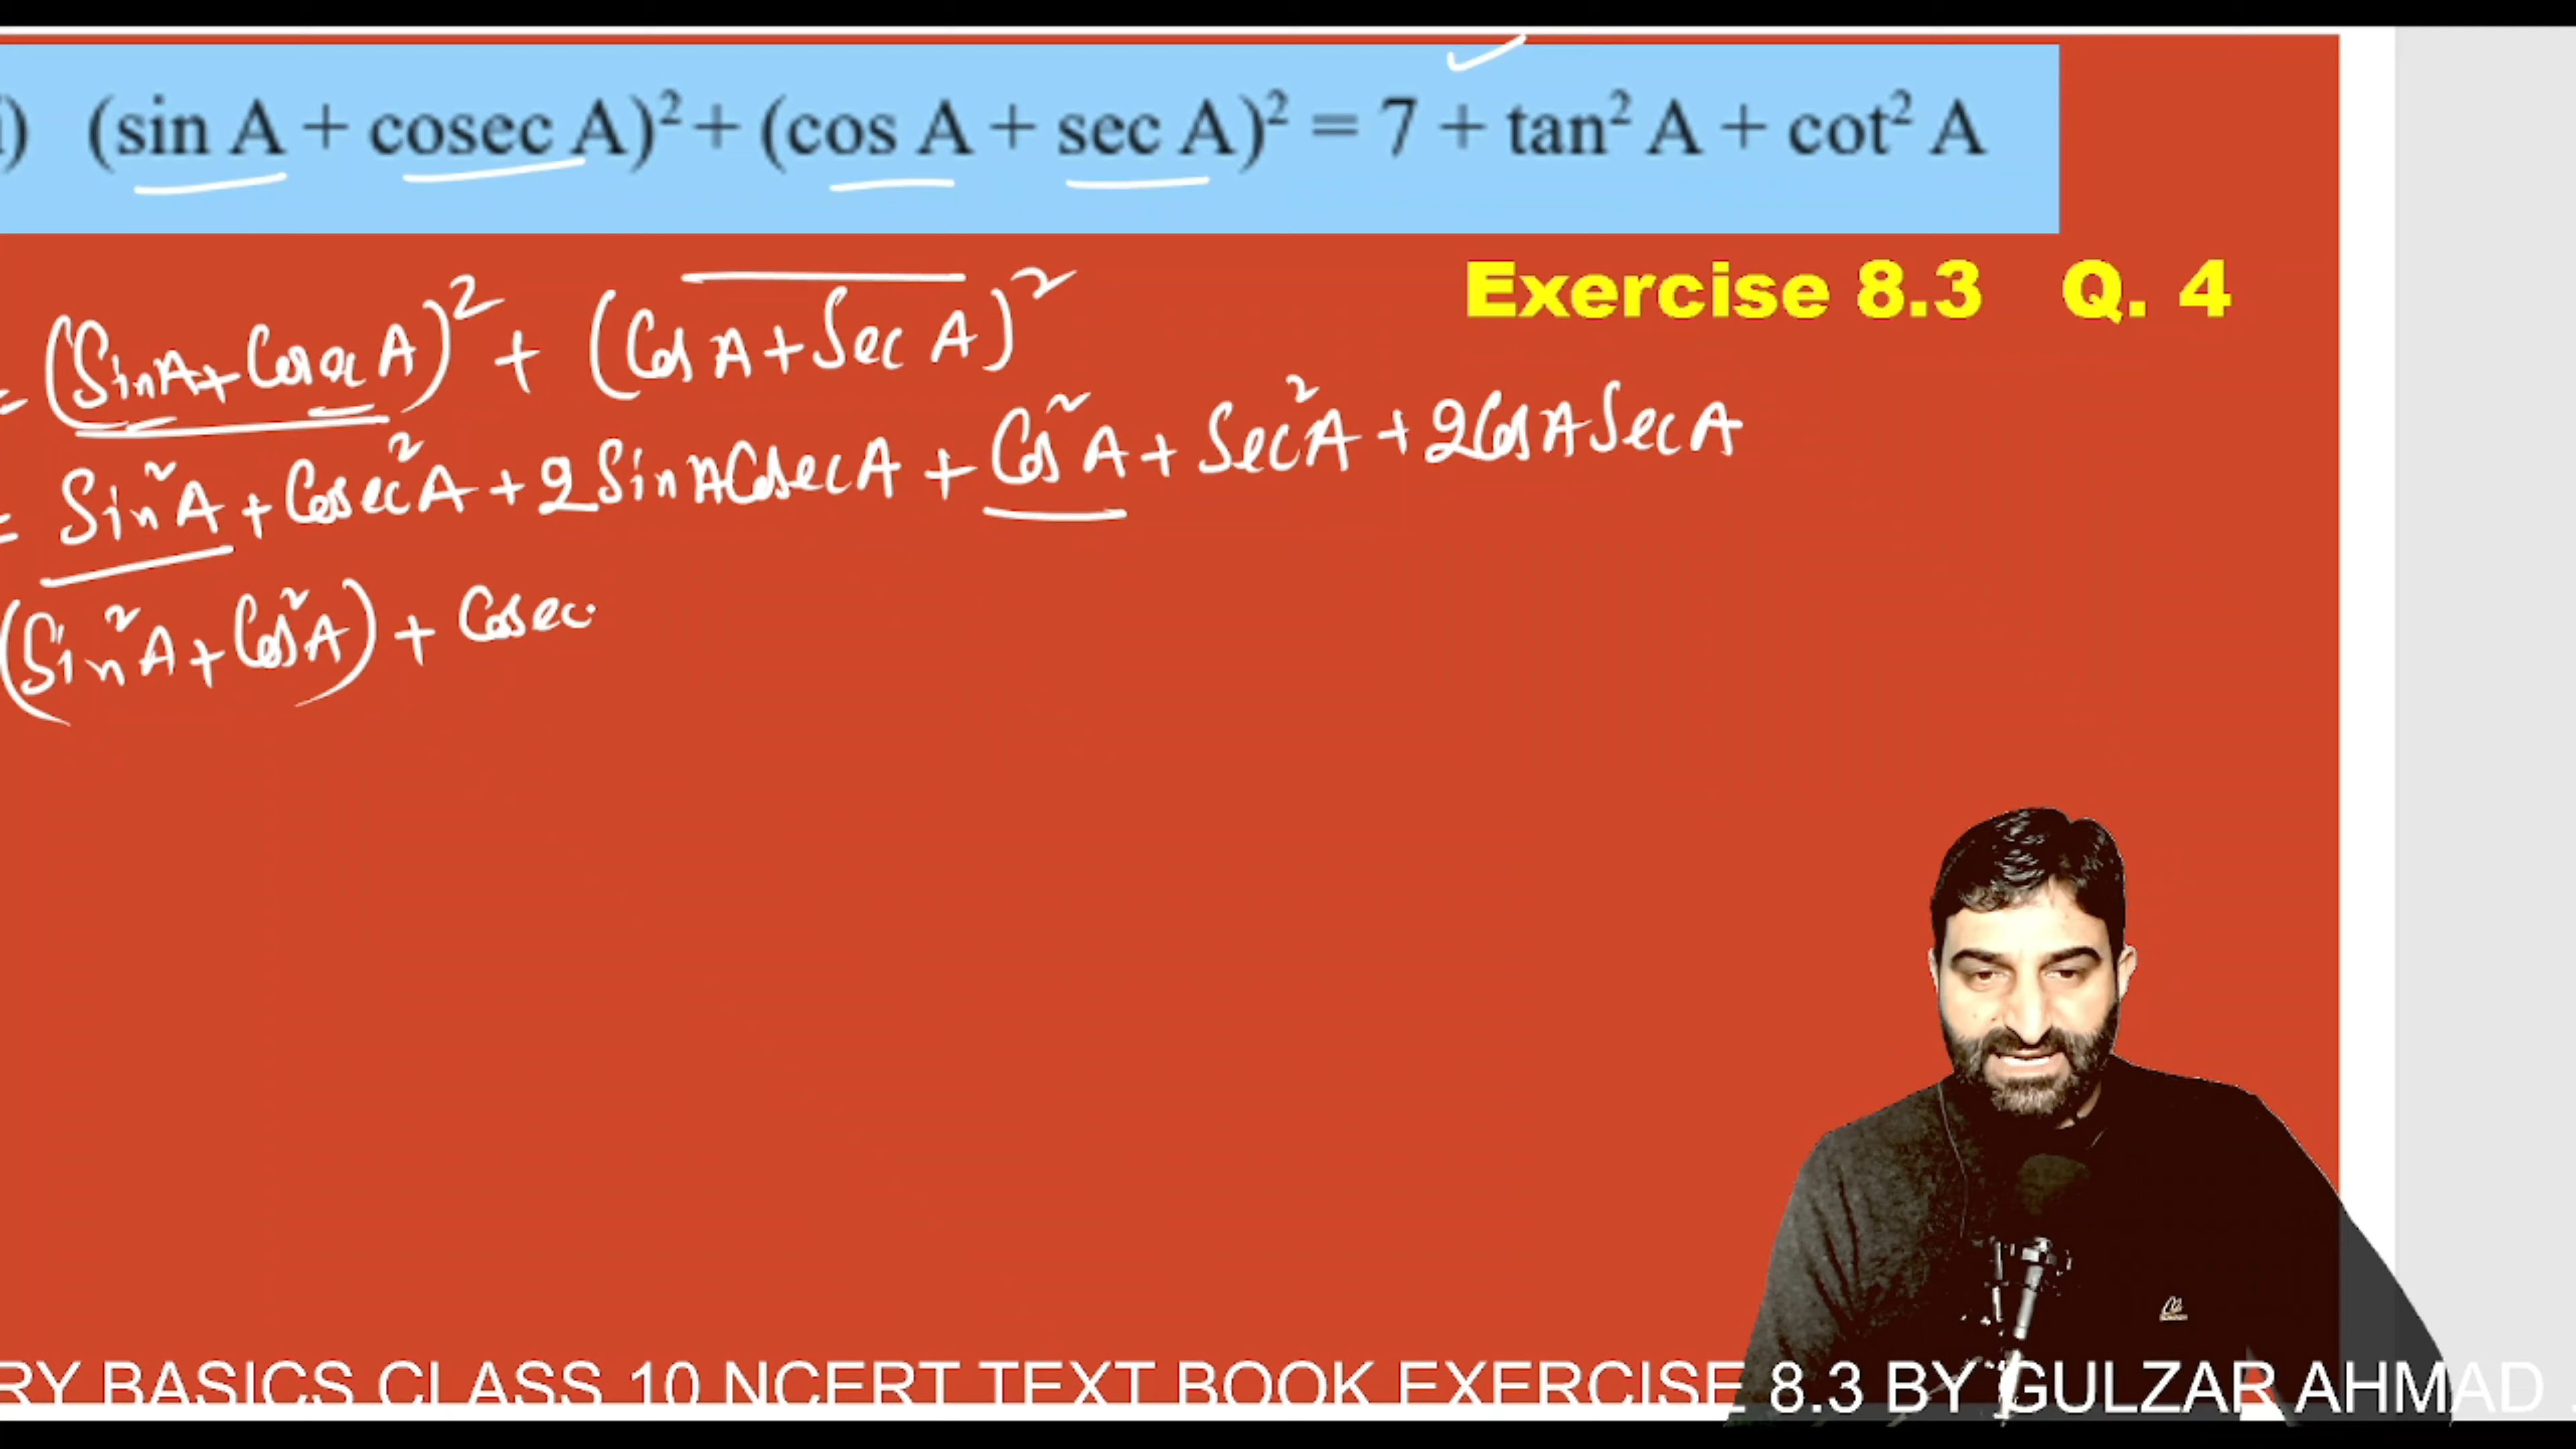 i) (sin A + cosec A)² + (cos A + sec A)² = 7 + tan² A + cot² A
Exercise 8.3 Q. 4
= (Sin A + Cosec A)² + (Cos A + Sec A)²
= Sin² A + Cosec² A + 2 Sin A Cosec A + Cos² A + Sec² A + 2 Cos A Sec A
(Sin² A + Cos² A) + Cosec
RY BASICS CLASS 10 NCERT TEXT BOOK EXERCISE 8.3 BY GULZAR AHMAD